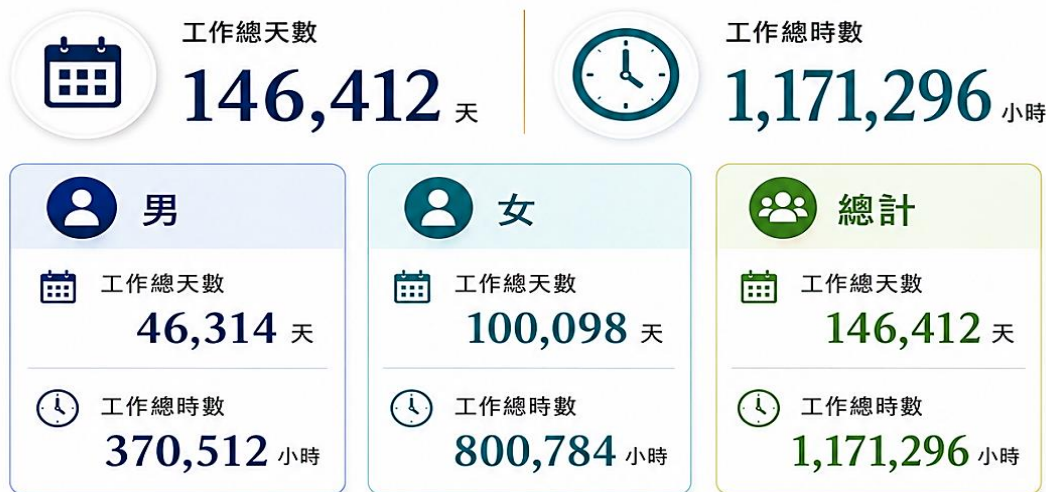 工作總天數
146,412 天
工作總時數
1,171,296 小時
男
工作總天數
46,314 天
工作總時數
370,512 小時
女
工作總天數
100,098 天
工作總時數
800,784 小時
總計
工作總天數
146,412 天
工作總時數
1,171,296 小時